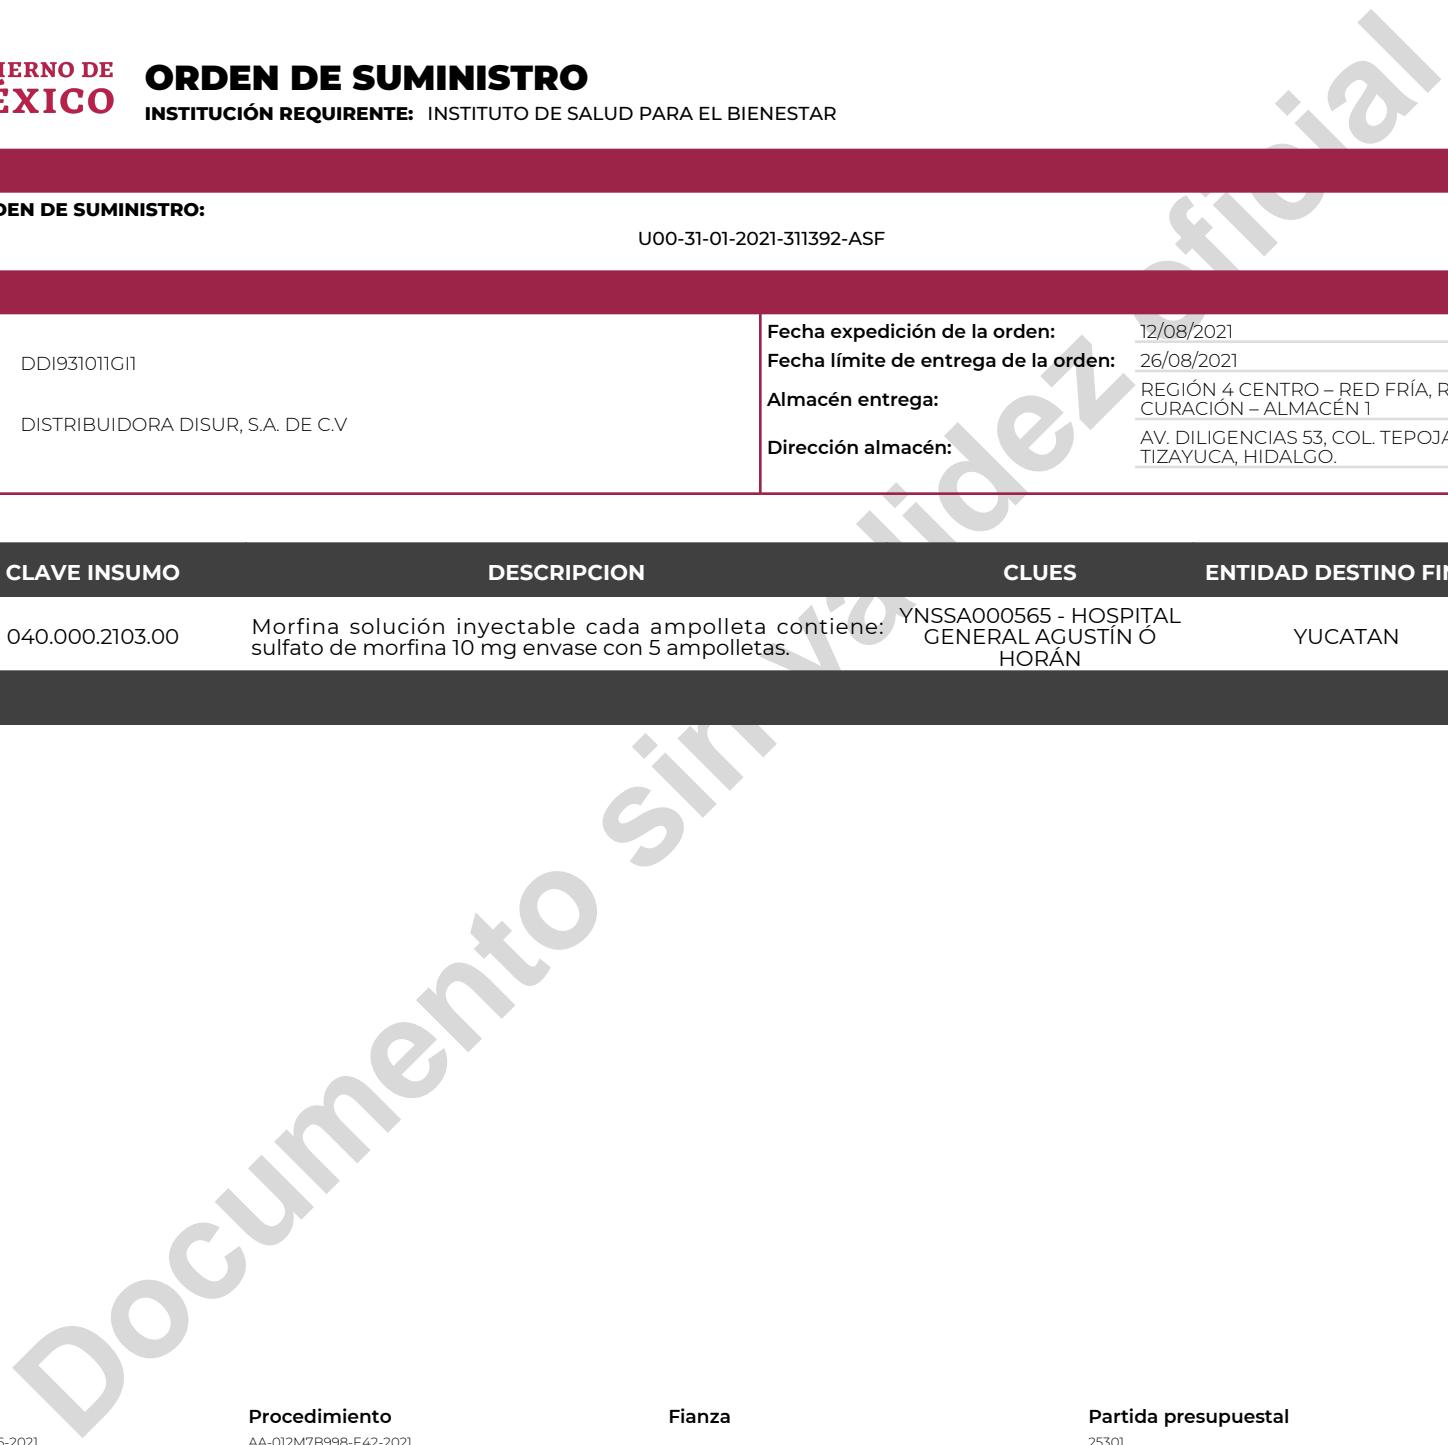 ORDEN DE SUMINISTRO
INSTITUCIÓN REQUIRENTE: INSTITUTO DE SALUD PARA EL BIENESTAR
DE
DE SUMINISTRO:
U00-31-01-2021-311392-ASF
DDI931011GI1
DISTRIBUIDORA DISUR, S.A. DE C.V
Fecha expedición de la orden: 12/08/2021
Fecha límite de entrega de la orden: 26/08/2021
Almacén entrega: REGIÓN 4 CENTRO – RED FRÍA,
CURACIÓN – ALMACÉN 1
Dirección almacén: AV. DILIGENCIAS 53, COL.
TIZAYUCA, HIDALGO.
CLAVE INSUMO DESCRIPCION CLUES ENTIDAD DESTINO
040.000.2103.00
Morfina solución inyectable cada ampolleta contiene:
sulfato de morfina 10 mg envase con 5 ampolletas.
YNSSA000565 - HOSPITAL
GENERAL AGUSTÍN Ó
HORÁN
YUCATAN
Documento sin validez oficial
Procedimiento Fianza Partida presupuestal
AA-012M7B998-E42-2021 25301